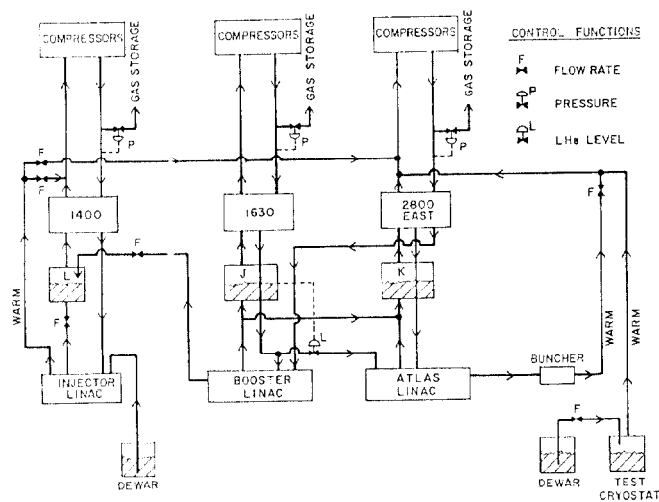 COMPRESSORS
COMPRESSORS
COMPRESSORS
GAS STORAGE
GAS STORAGE
GAS STORAGE
CONTROL FUNCTIONS
F
FLOW RATE
P
PRESSURE
L
LHe LEVEL
P
P
P
F
F
F
1400
1630
2800
EAST
F
L
J
K
F
L
WARM
WARM
WARM
INJECTOR
LINAC
BOOSTER
LINAC
ATLAS
LINAC
BUNCHER
F
DEWAR
DEWAR
TEST
CRYOSTAT